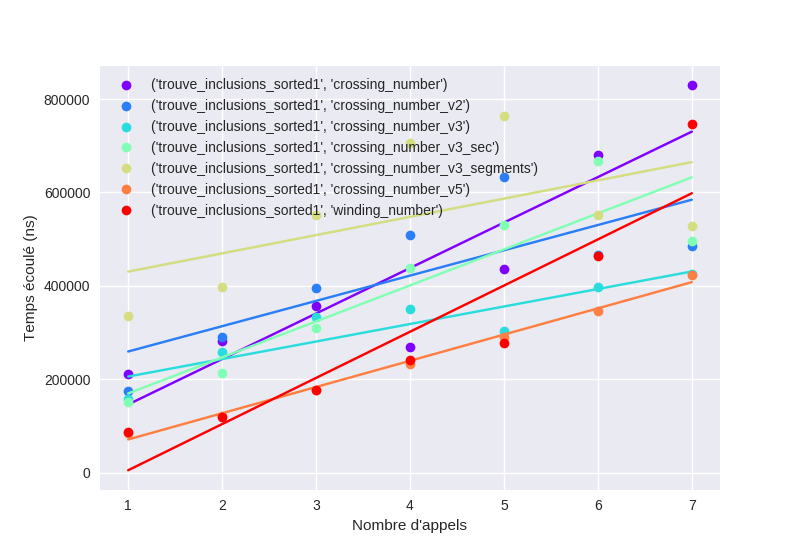 ('trouve_inclusions_sorted1', 'crossing_number')
('trouve_inclusions_sorted1', 'crossing_number_v2')
('trouve_inclusions_sorted1', 'crossing_number_v3')
('trouve_inclusions_sorted1', 'crossing_number_v3_sec')
('trouve_inclusions_sorted1', 'crossing_number_v3_segments')
('trouve_inclusions_sorted1', 'crossing_number_v5')
('trouve_inclusions_sorted1', 'winding_number')
800000
600000
400000
200000
0
Temps écoulé (ns)
1 2 3 4 5 6 7
Nombre d'appels